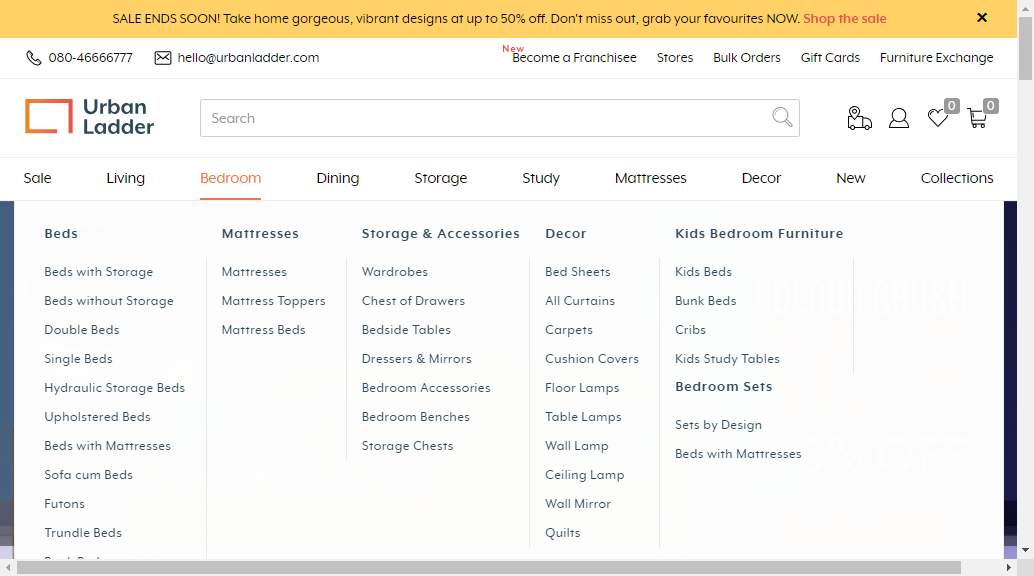 SALE ENDS SOON! Take home gorgeous, vibrant designs at up to 50% off. Don't miss out, grab your favourites NOW. Shop the sale
080-46666777 hello@urbanladder.com New Become a Franchisee Stores Bulk Orders Gift Cards Furniture Exchange
Urban
Ladder
Search
0
0
Sale Living Bedroom Dining Storage Study Mattresses Decor New Collections
Beds
Beds with Storage
Beds without Storage
Double Beds
Single Beds
Hydraulic Storage Beds
Upholstered Beds
Beds with Mattresses
Sofa cum Beds
Futons
Trundle Beds
Mattresses
Mattresses
Mattress Toppers
Mattress Beds
Storage & Accessories
Wardrobes
Chest of Drawers
Bedside Tables
Dressers & Mirrors
Bedroom Accessories
Bedroom Benches
Storage Chests
Decor
Bed Sheets
All Curtains
Carpets
Cushion Covers
Floor Lamps
Table Lamps
Wall Lamp
Ceiling Lamp
Wall Mirror
Quilts
Kids Bedroom Furniture
Kids Beds
Bunk Beds
Cribs
Kids Study Tables
Bedroom Sets
Sets by Design
Beds with Mattresses
COLOUR CRUSH
SALE
% OFF